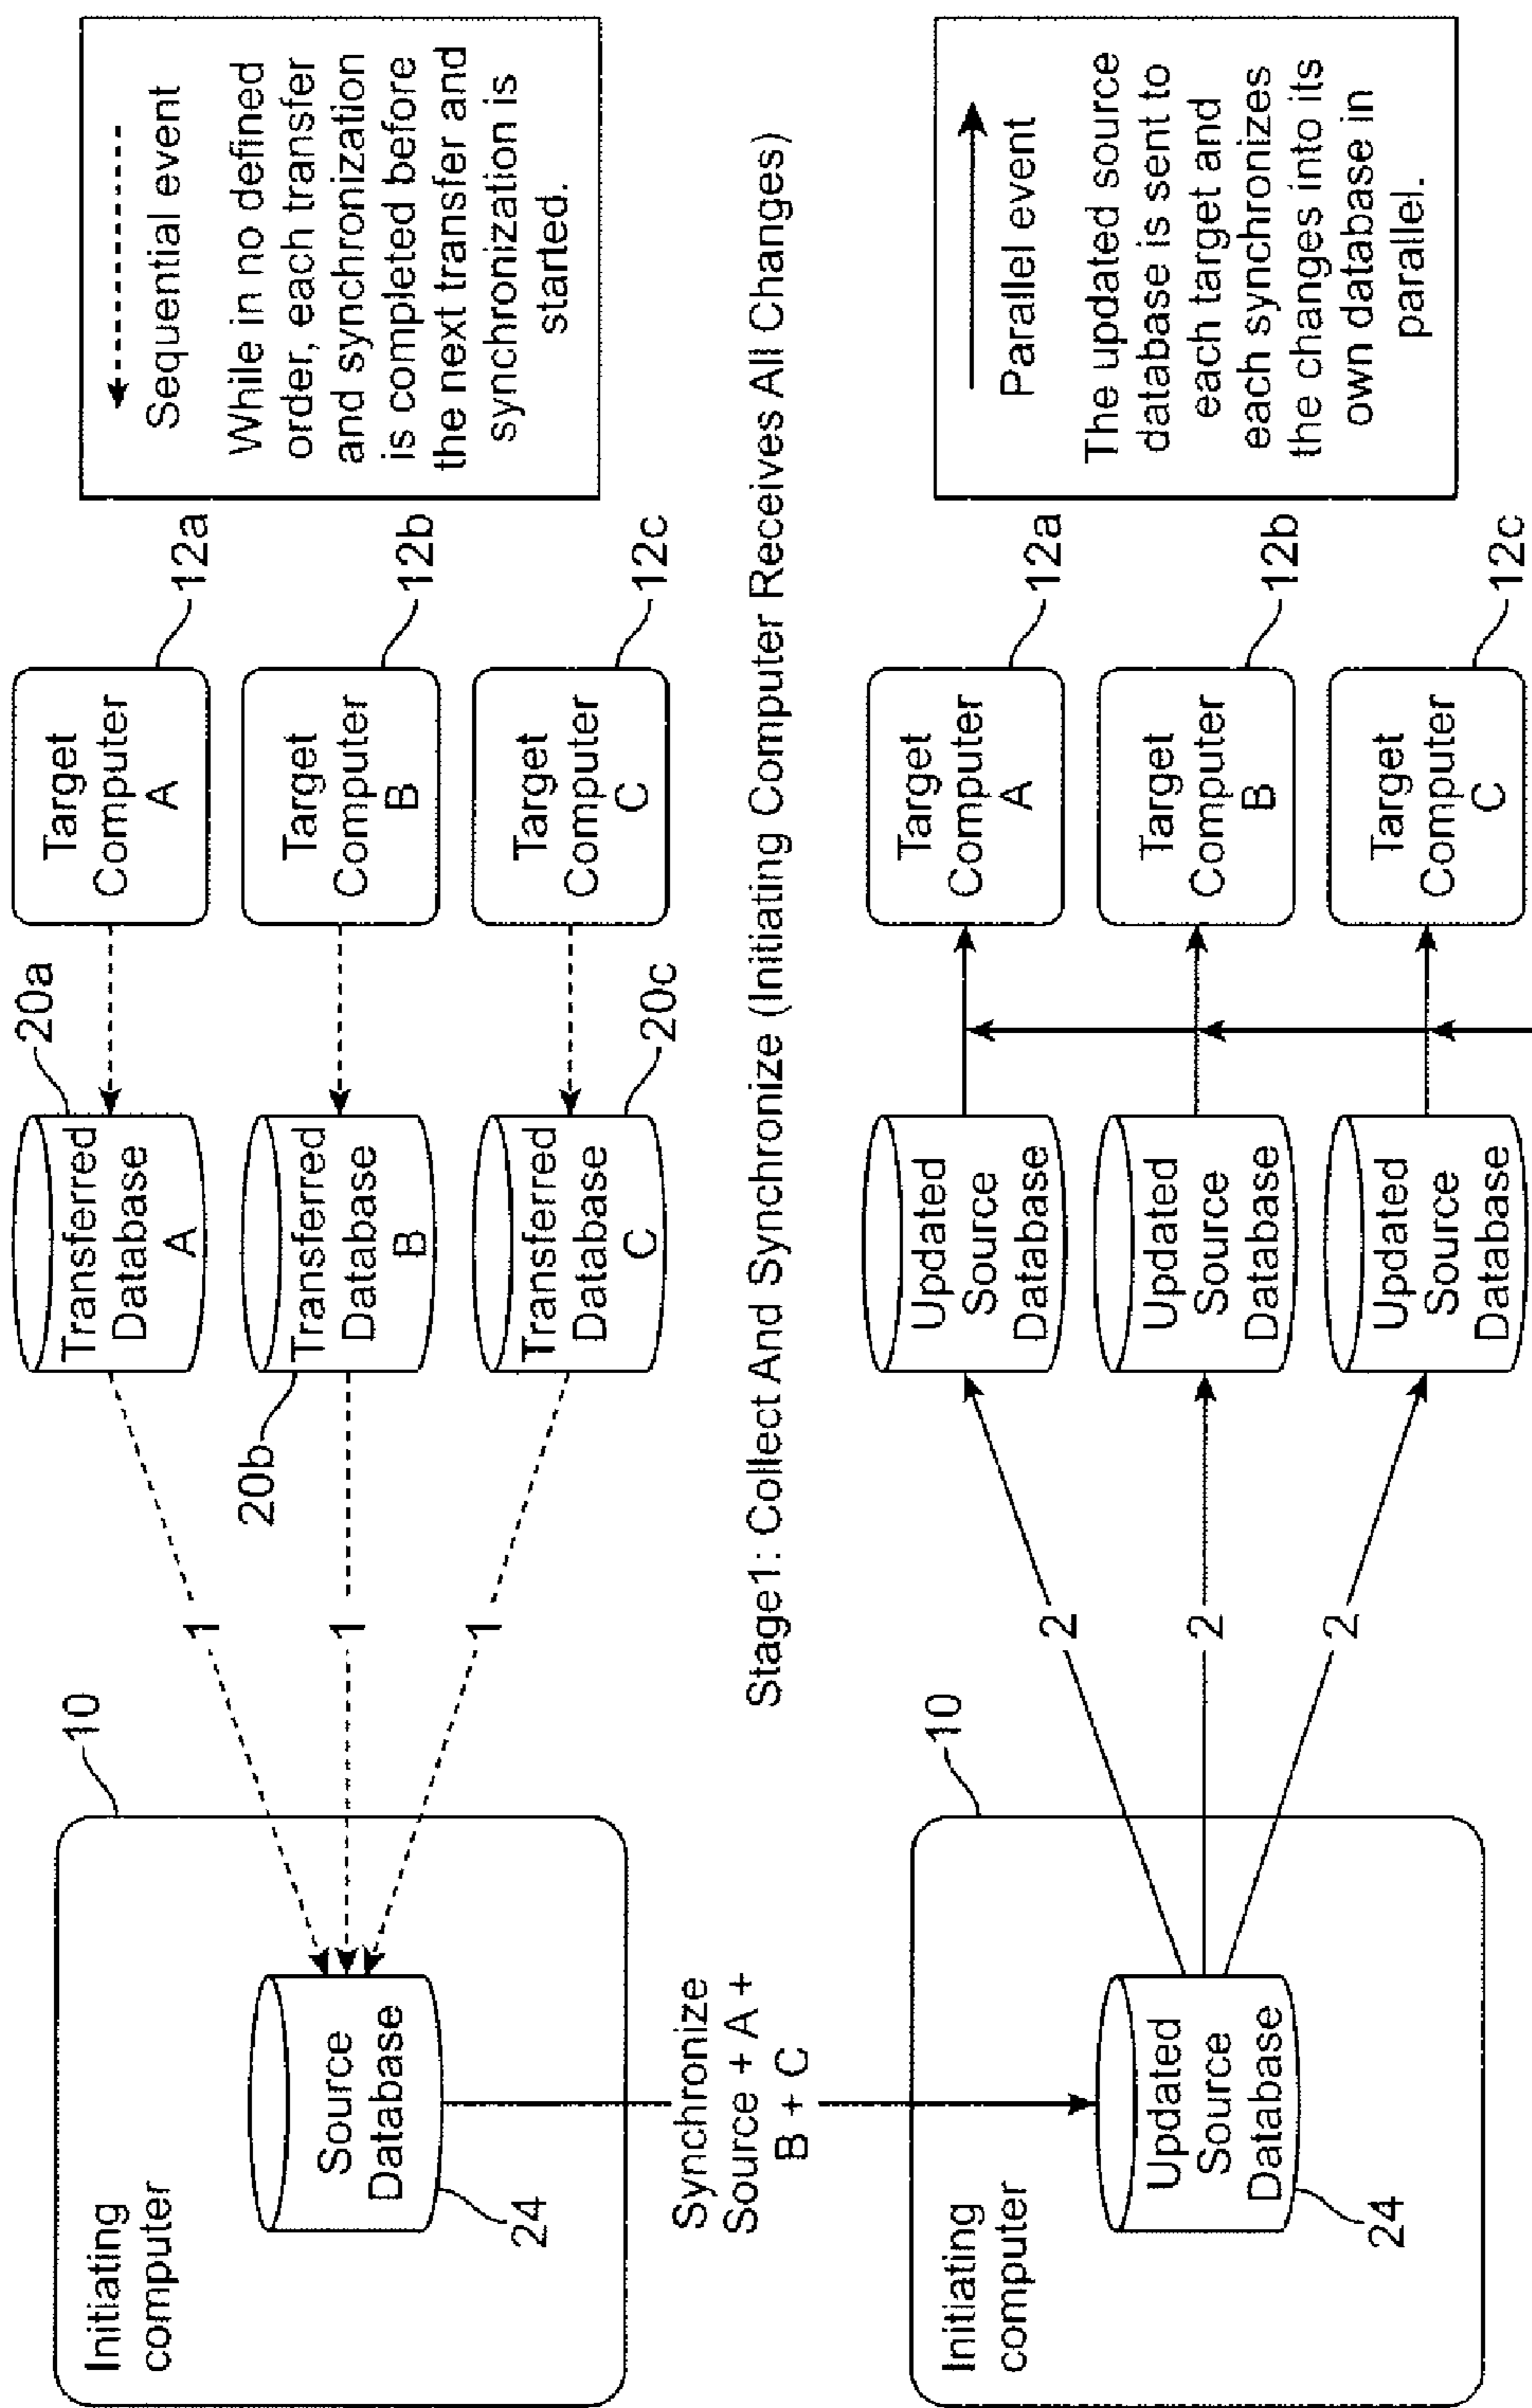 Initiating
computer
10
Source
Database
24
1
1
1
Transferred
Database
A
20a
Transferred
Database
B
20b
Transferred
Database
C
20c
Target
Computer
A
12a
Target
Computer
B
12b
Target
Computer
C
12c
Sequential event
While in no defined
order, each transfer
and synchronization
is completed before
the next transfer and
synchronization is
started.
Synchronize
Source + A +
B + C
Stage1: Collect And Synchronize (Initiating Computer Receives All Changes)
Initiating
computer
10
Updated
Source
Database
24
2
2
2
Updated
Source
Database
Updated
Source
Database
Updated
Source
Database
Target
Computer
A
12a
Target
Computer
B
12b
Target
Computer
C
12c
Parallel event
The updated source
database is sent to
each target and
each synchronizes
the changes into its
own database in
parallel.